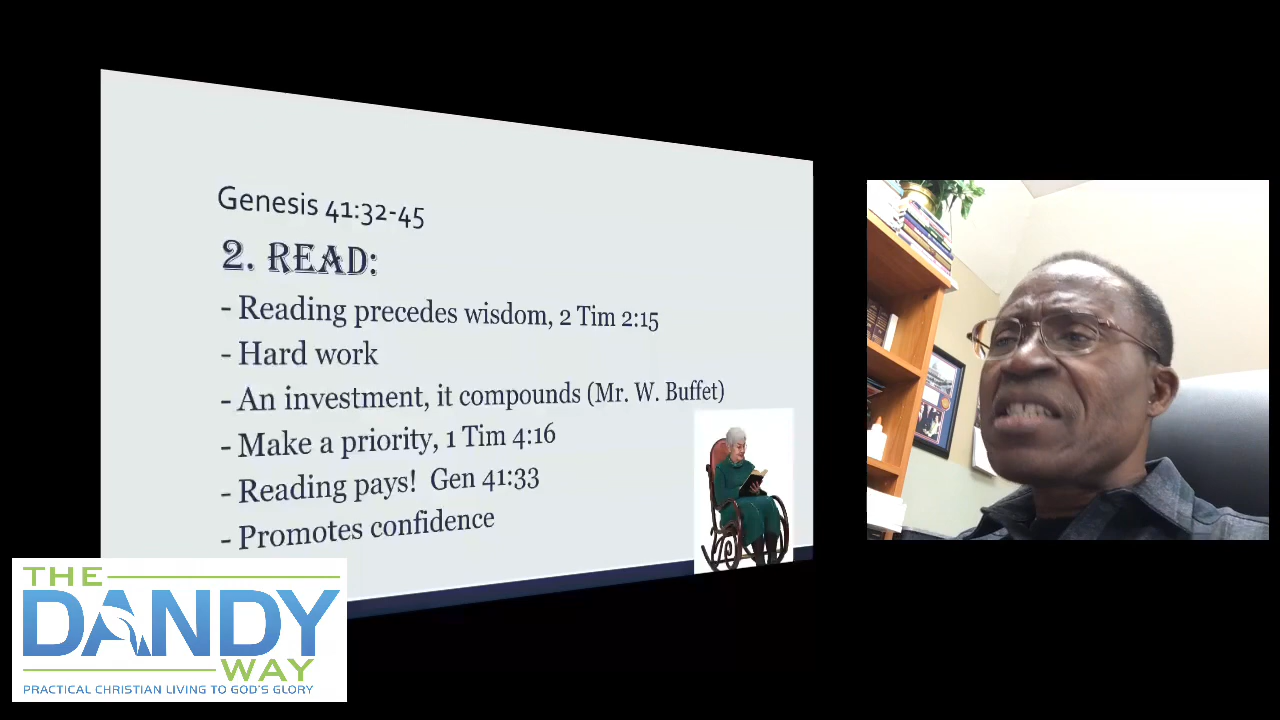 Genesis 41:32-45
2. READ:
- Reading precedes wisdom, 2 Tim 2:15
- Hard work
- An investment, it compounds (Mr. W. Buffet)
- Make a priority, 1 Tim 4:16
- Reading pays!  Gen 41:33
- Promotes confidence
THE
DANDY
WAY
PRACTICAL CHRISTIAN LIVING TO GOD'S GLORY